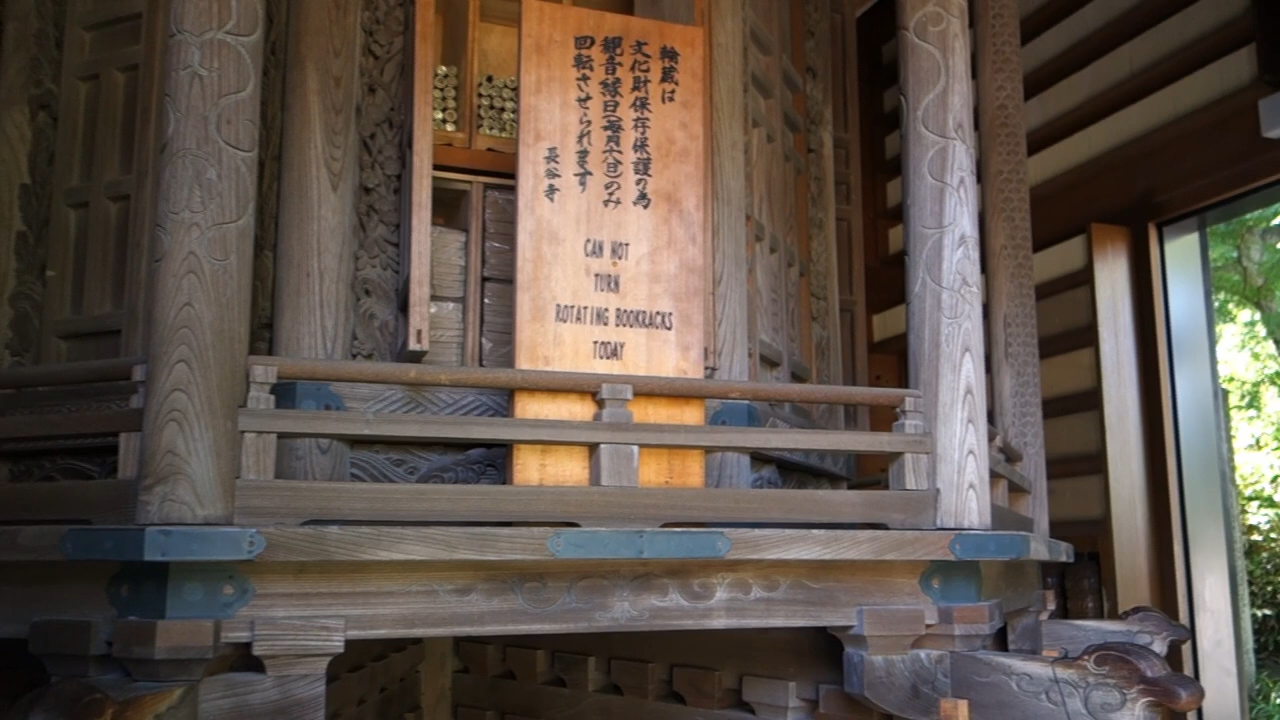 輪蔵は
文化財保存保護の為
観音縁日(毎月十八日)のみ
回転させられます
長谷寺
CAN NOT
TURN
ROTATING BOOKRACKS
TODAY